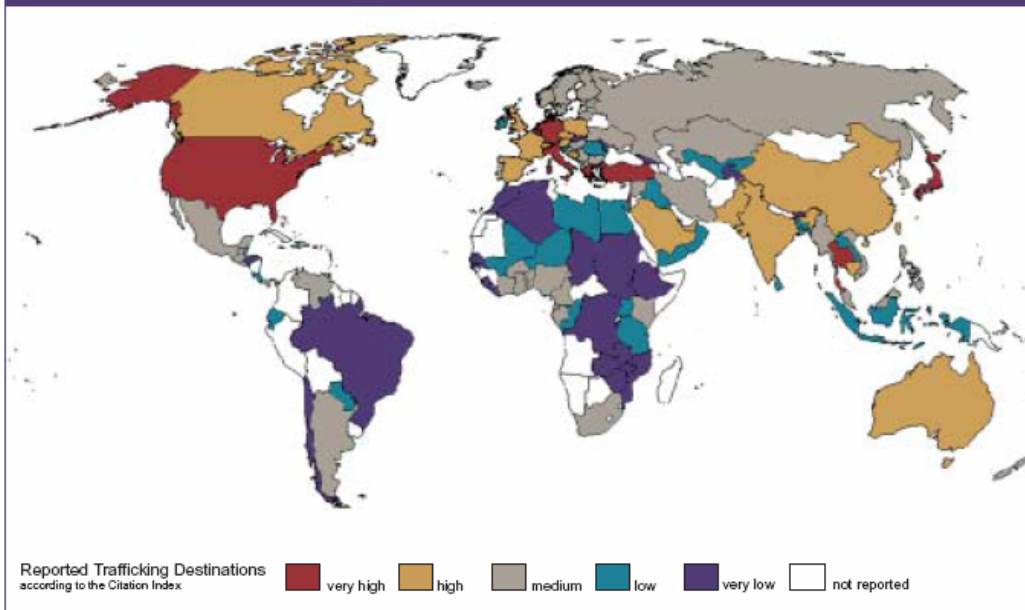 Reported Trafficking Destinations
according to the Citation Index
very high
high
medium
low
very low
not reported